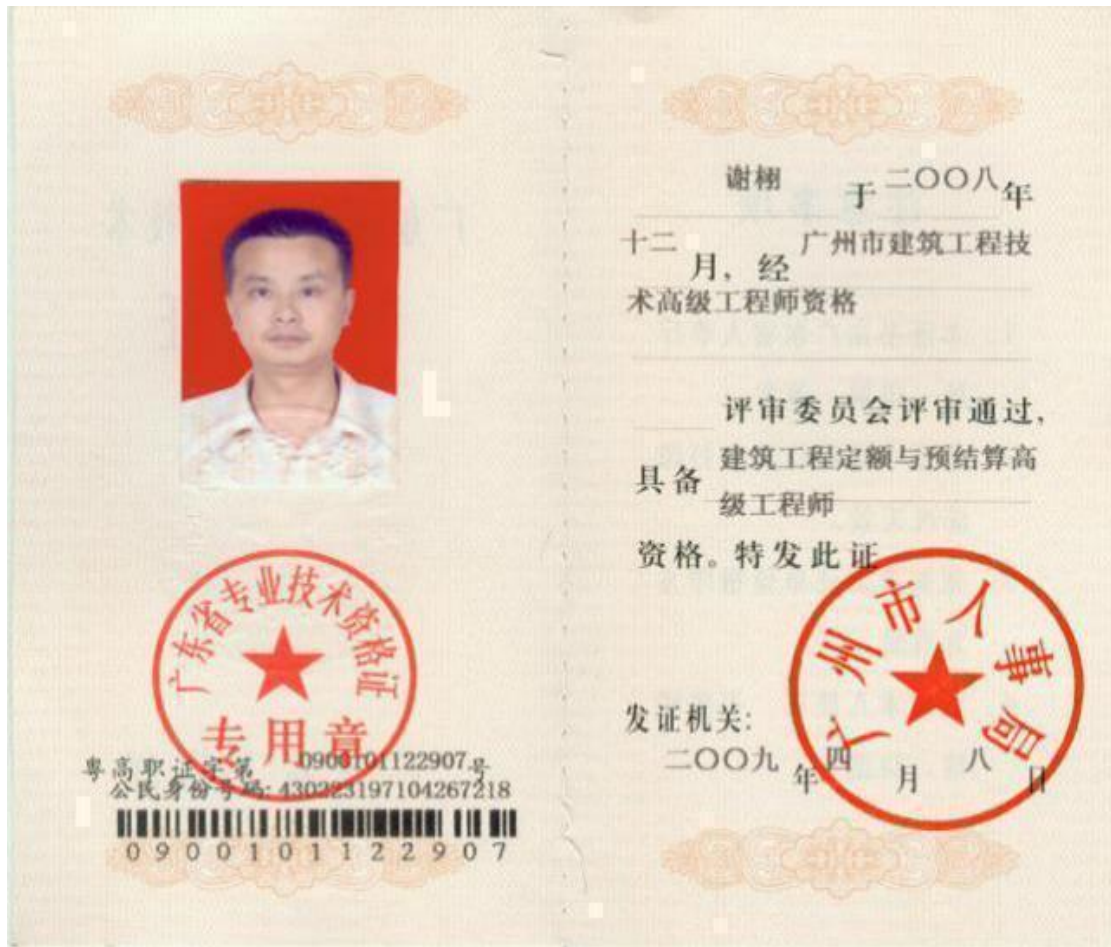 广东省专业技术资格证
专用章
粤高职证字第 0900101122907 号
公民身份号码: 430223197104267218
0900101122907
谢栩 于 二〇〇八 年
十二 月, 经 广州市建筑工程技
术高级工程师资格
评审委员会评审通过,
具备 建筑工程定额与预结算高
级工程师
资格。特发此证
广州市人事局
发证机关:
二〇〇九 年 四 月 八 日